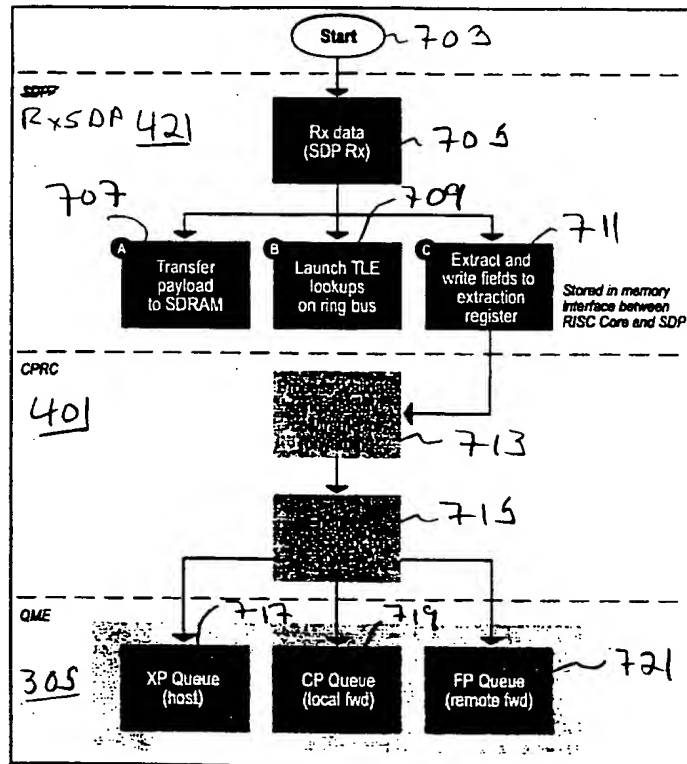 Start
703
SDPP
RxSDP 421
Rx data
(SDP Rx)
705
707
709
711
A
Transfer
payload
to SDRAM
B
Launch TLE
lookups
on ring bus
C
Extract and
write fields to
extraction
register
Stored in memory
interface between
RISC Core and SDP
CPRC
401
713
715
QME
305
717
719
721
XP Queue
(host)
CP Queue
(local fwd)
FP Queue
(remote fwd)